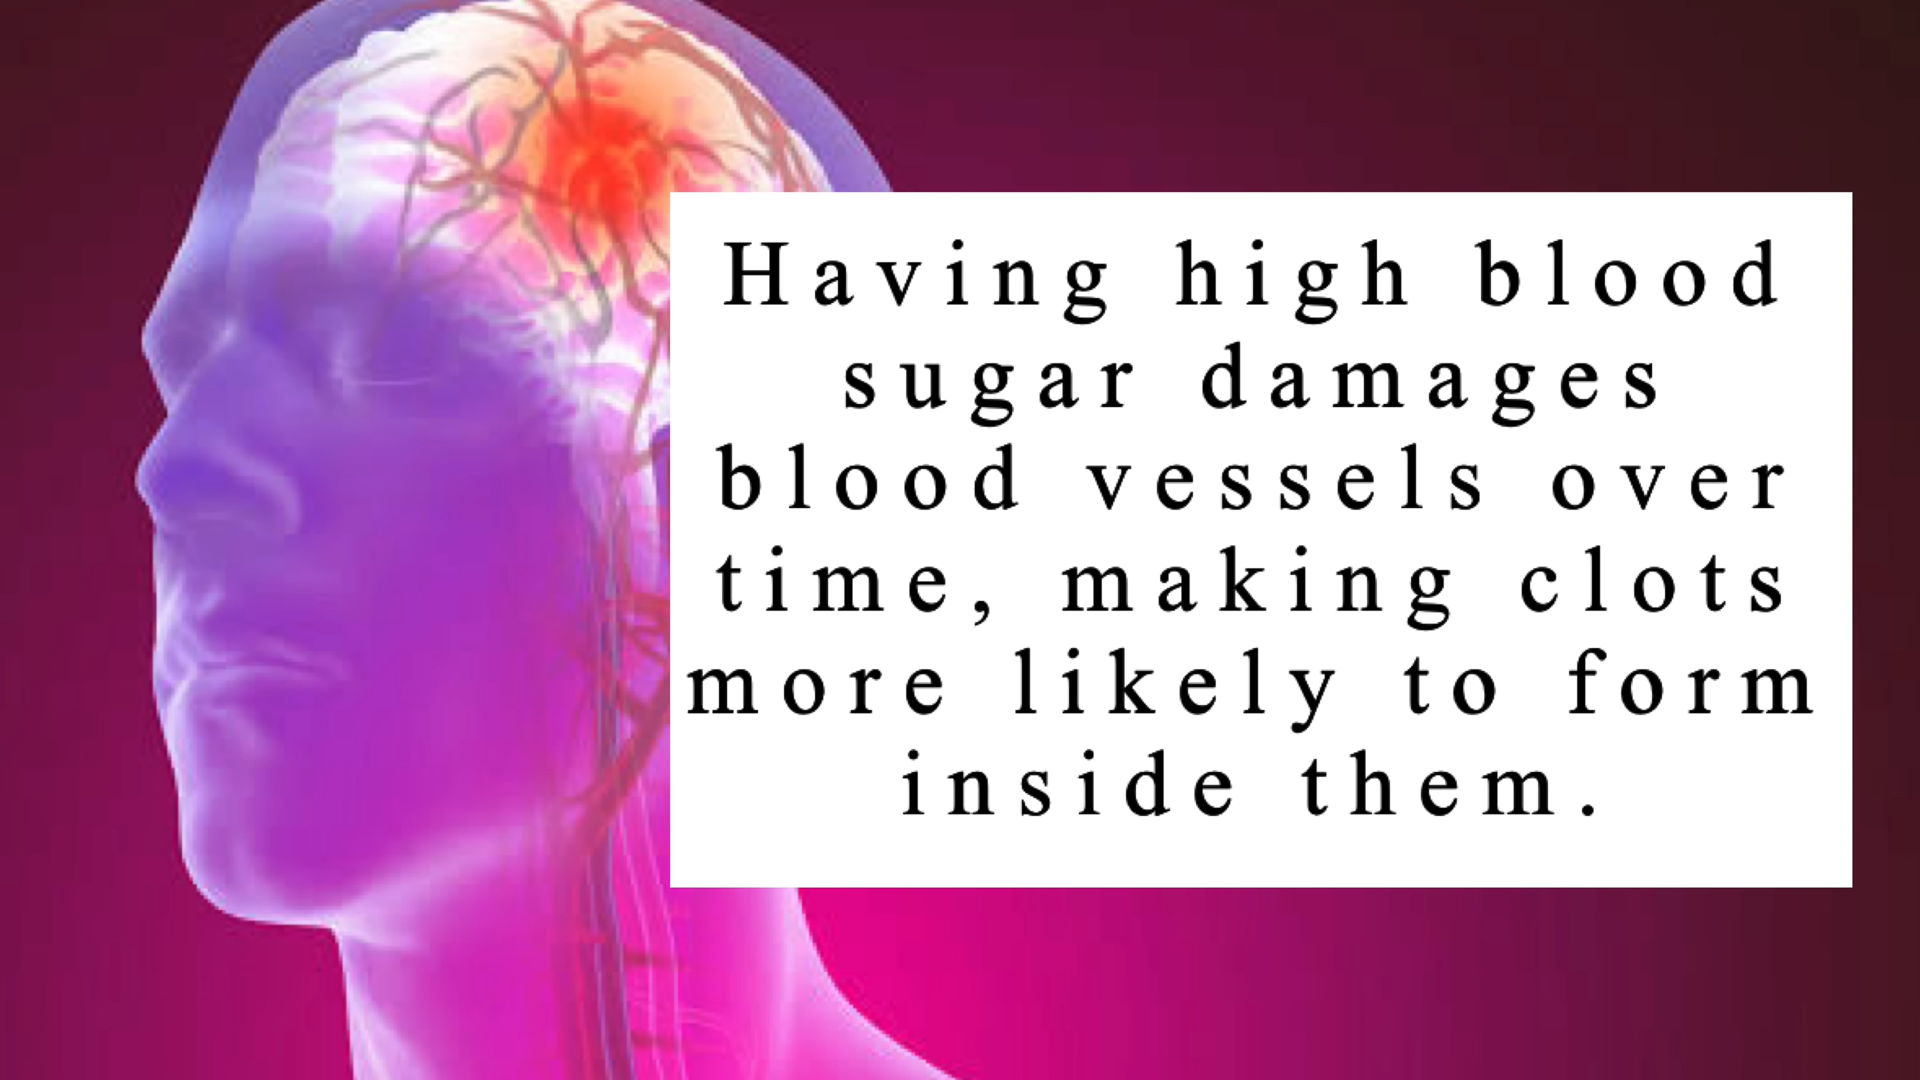 Having high blood
sugar damages
blood vessels over
time, making clots
more likely to form
inside them.